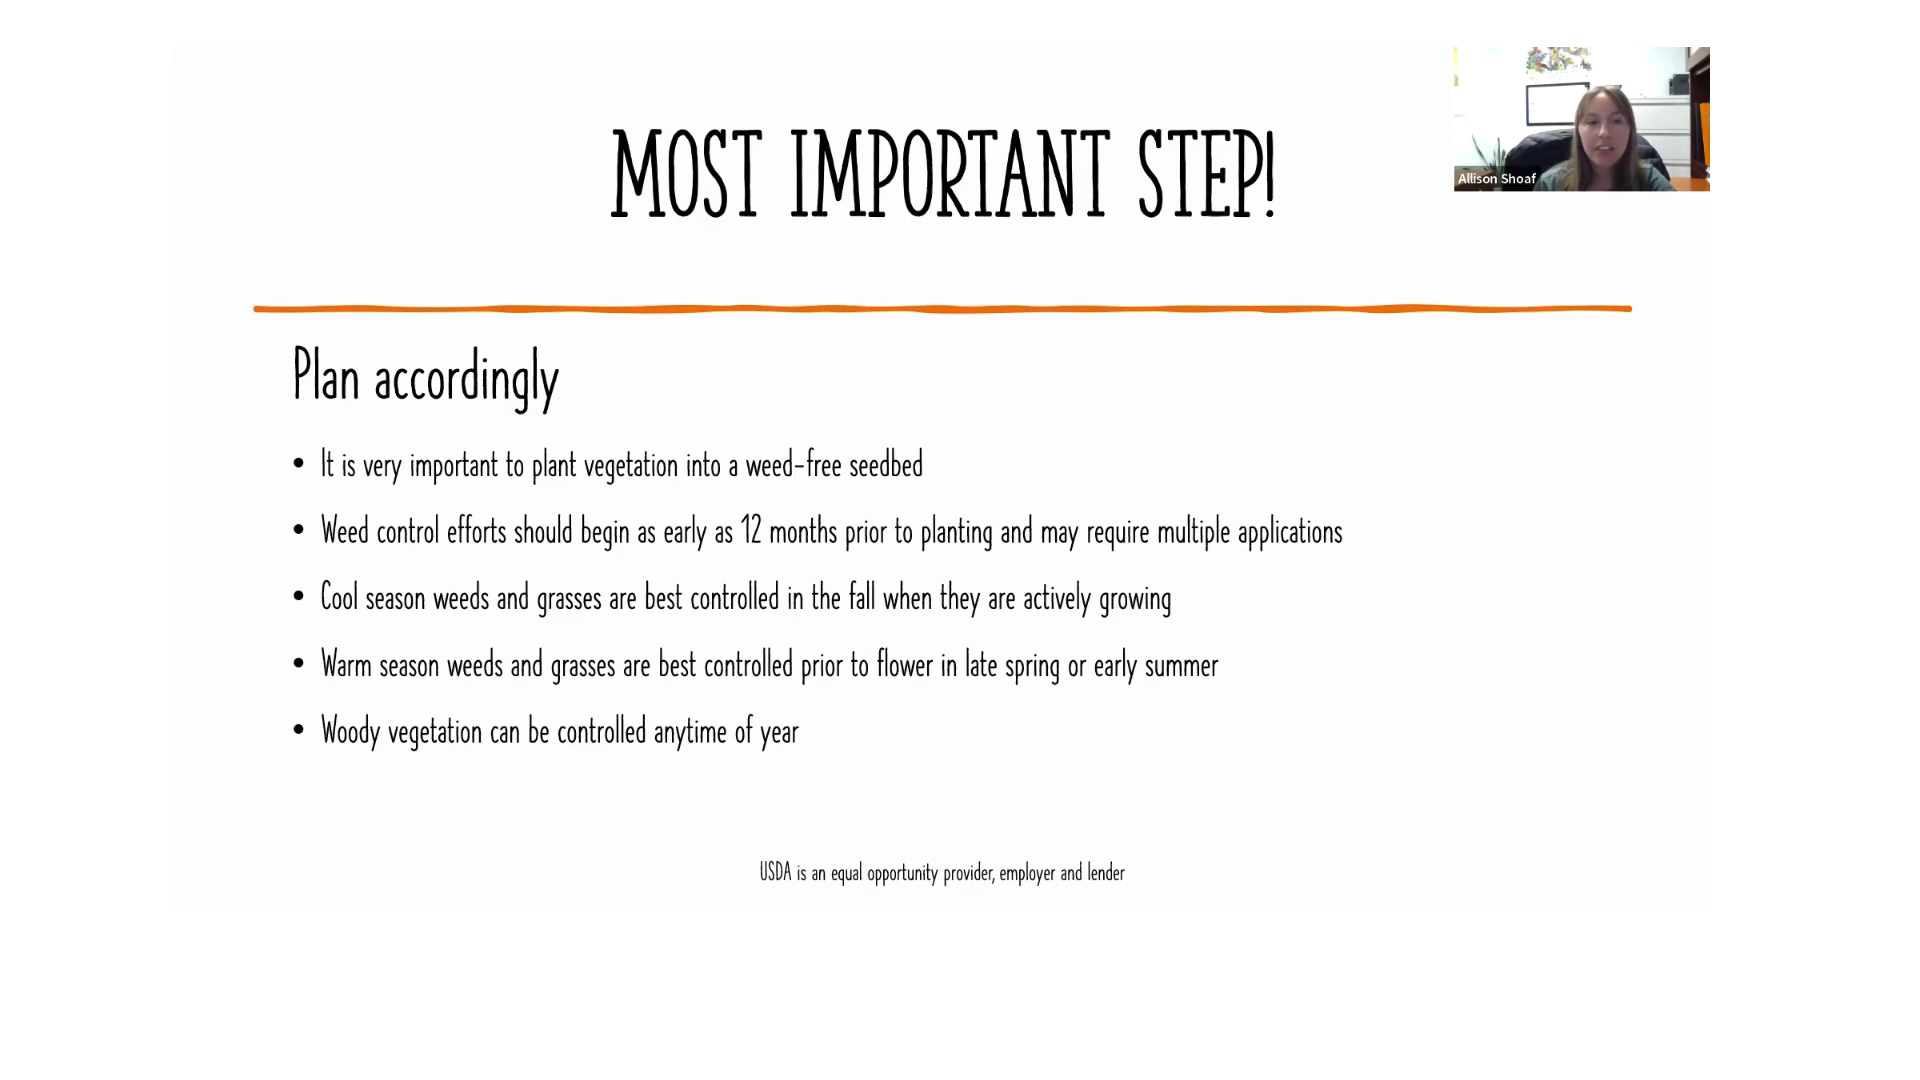 MOST IMPORTANT STEP!
Allison Shoaf
Plan accordingly
• It is very important to plant vegetation into a weed-free seedbed
• Weed control efforts should begin as early as 12 months prior to planting and may require multiple applications
• Cool season weeds and grasses are best controlled in the fall when they are actively growing
• Warm season weeds and grasses are best controlled prior to flower in late spring or early summer
• Woody vegetation can be controlled anytime of year
USDA is an equal opportunity provider, employer and lender